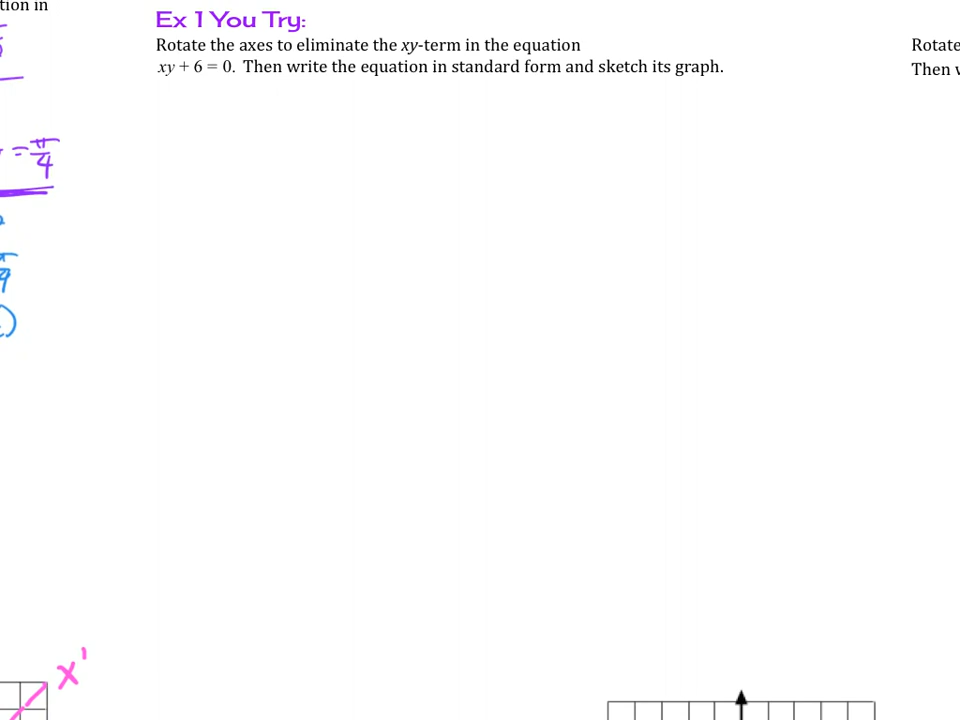 tion in
Ex 1 You Try:
Rotate the axes to eliminate the xy-term in the equation
xy + 6 = 0. Then write the equation in standard form and sketch its graph.
Rotate
Then
= π/4
x'